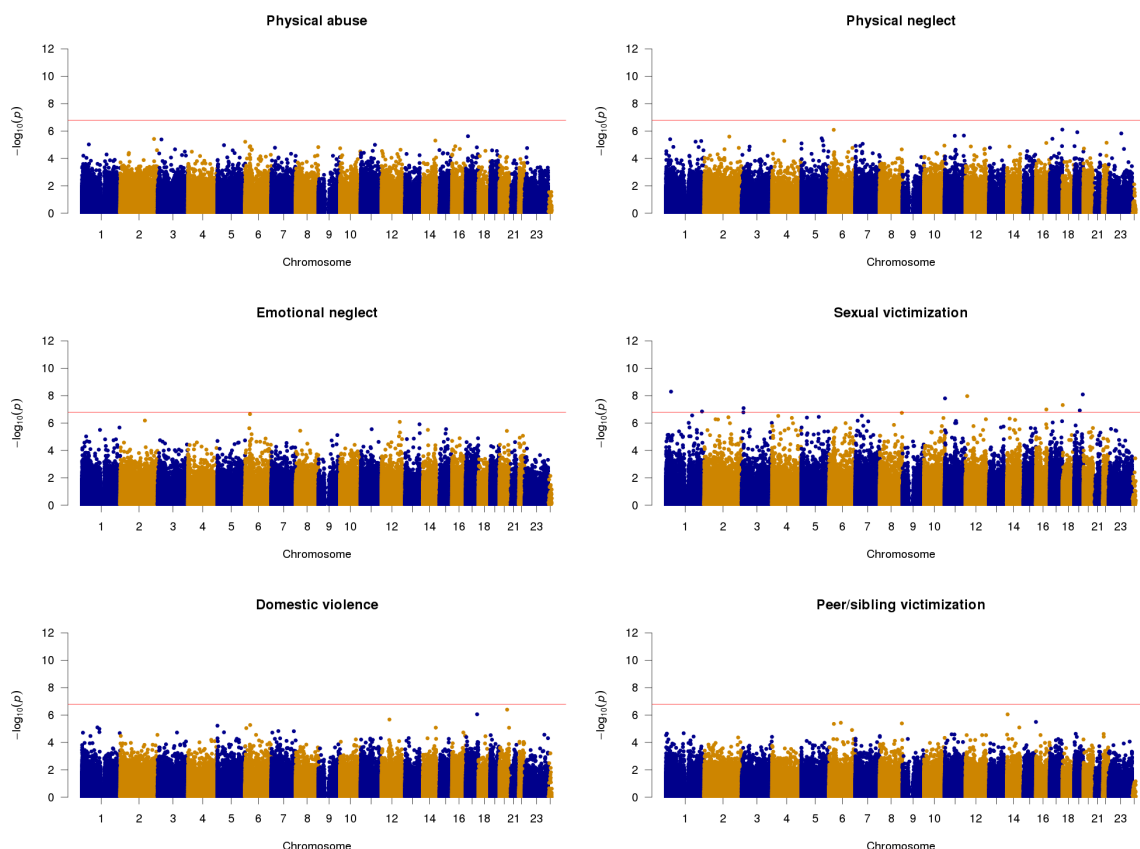 Physical abuse
12
10
8
6
4
2
0
−log10(p)
1 2 3 4 5 6 7 8 9 10 12 14 16 18 21 23
Chromosome
Physical neglect
12
10
8
6
4
2
0
−log10(p)
1 2 3 4 5 6 7 8 9 10 12 14 16 18 21 23
Chromosome
Emotional neglect
12
10
8
6
4
2
0
−log10(p)
1 2 3 4 5 6 7 8 9 10 12 14 16 18 21 23
Chromosome
Sexual victimization
12
10
8
6
4
2
0
−log10(p)
1 2 3 4 5 6 7 8 9 10 12 14 16 18 21 23
Chromosome
Domestic violence
12
10
8
6
4
2
0
−log10(p)
1 2 3 4 5 6 7 8 9 10 12 14 16 18 21 23
Chromosome
Peer/sibling victimization
12
10
8
6
4
2
0
−log10(p)
1 2 3 4 5 6 7 8 9 10 12 14 16 18 21 23
Chromosome